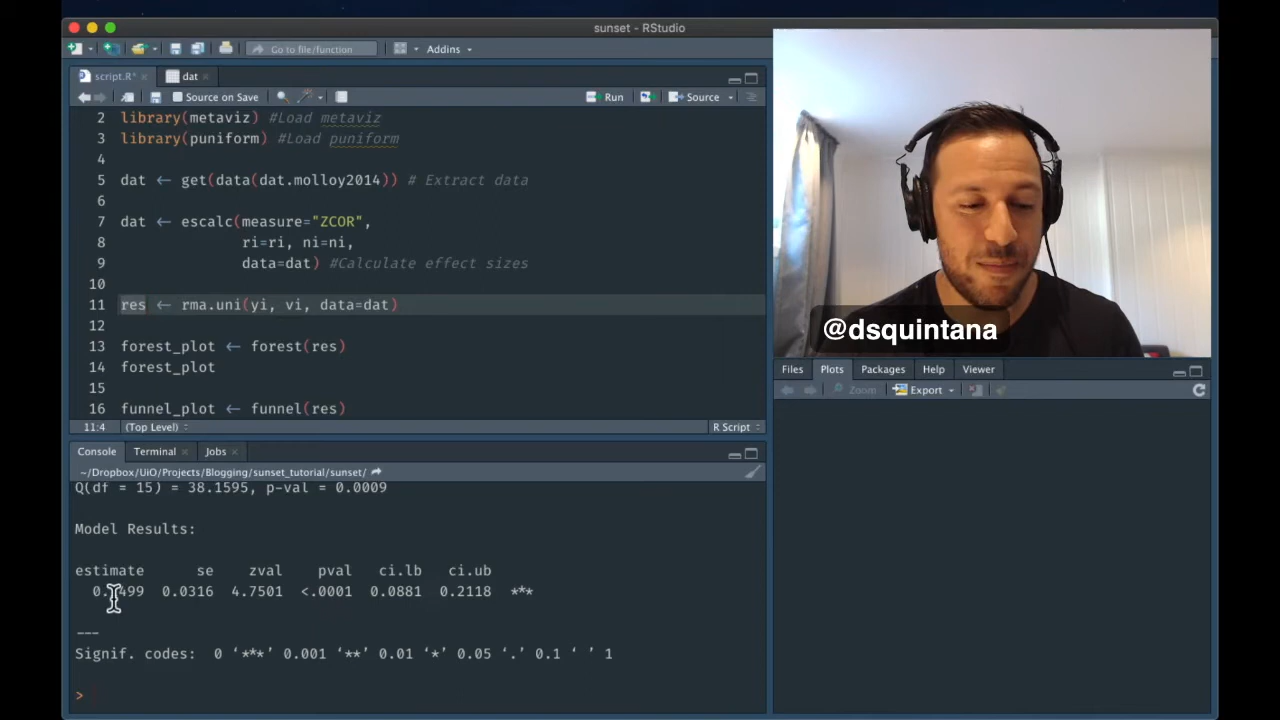 sunset - RStudio
Go to file/function
Addins
script.R*
dat
Source on Save
Run
Source
2 library(metaviz) #Load metaviz
3 library(puniform) #Load puniform
4
5 dat ← get(data(dat.molloy2014)) # Extract data
6
7 dat ← escalc(measure="ZCOR",
8 ri=ri, ni=ni,
9 data=dat) #Calculate effect sizes
10
11 res ← rma.uni(yi, vi, data=dat)
12
13 forest_plot ← forest(res)
14 forest_plot
15
16 funnel_plot ← funnel(res)
11:4 (Top Level) R Script
@dsquintana
Files Plots Packages Help Viewer
Zoom Export
Console Terminal Jobs
~/Dropbox/UiO/Projects/Blogging/sunset_tutorial/sunset/
Q(df = 15) = 38.1595, p-val = 0.0009
Model Results:
estimate se zval pval ci.lb ci.ub
0.0316 4.7501 <.0001 0.0881 0.2118 ***
---
Signif. codes: 0 ‘***’ 0.001 ‘**’ 0.01 ‘*’ 0.05 ‘.’ 0.1 ‘ ’ 1
>